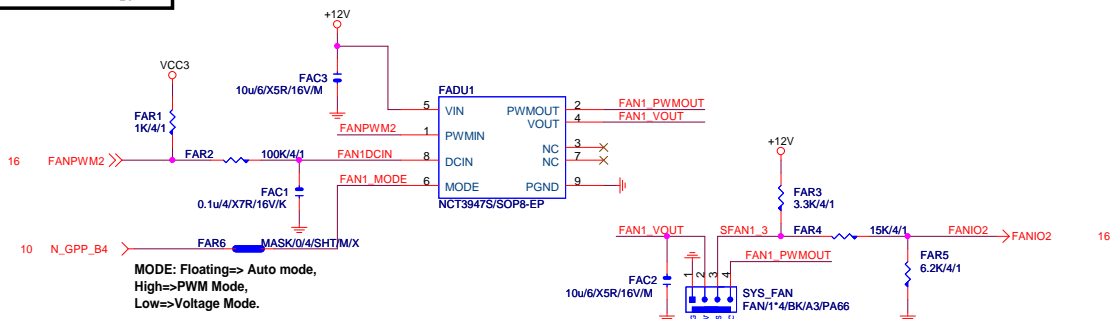 +12V
VCC3
FAC3
10u/6/X5R/16V/M
FADU1
FAR1
1K/4/1
5 VIN
PWMOUT 2 FAN1_PWMOUT
VOUT 4 FAN1_VOUT
FANPWM2 1 PWMIN
NC 3
16 FANPWM2 FAR2 100K/4/1 FAN1DCIN 8 DCIN
NC 7
+12V
FAC1
0.1u/4/X7R/16V/K
FAN1_MODE 6 MODE
PGND 9
NCT3947S/SOP8-EP
FAR3
3.3K/4/1
10 N_GPP_B4 FAR6 MASK/0/4/SHT/M/X
FAN1_VOUT SFAN1_3 FAR4 15K/4/1 FANIO2 FANIO2 16
MODE: Floating=> Auto mode,
High=>PWM Mode,
Low=>Voltage Mode.
FAN1_PWMOUT
FAR5
6.2K/4/1
FAC2
10u/6/X5R/16V/M
1 2 3 4
SYS_FAN
FAN/1*4/BK/A3/PA66